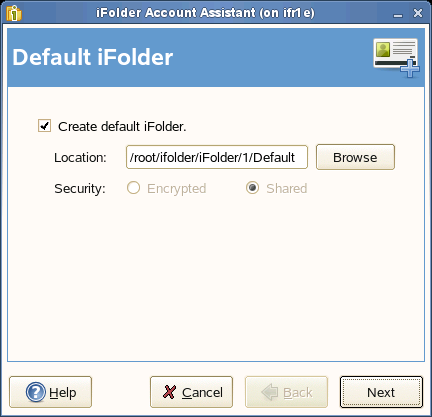 iFolder Account Assistant (on ifr1e)
Default iFolder
Create default iFolder.
Location: /root/ifolder/iFolder/1/Default Browse
Security: Encrypted Shared
Help Cancel Back Next